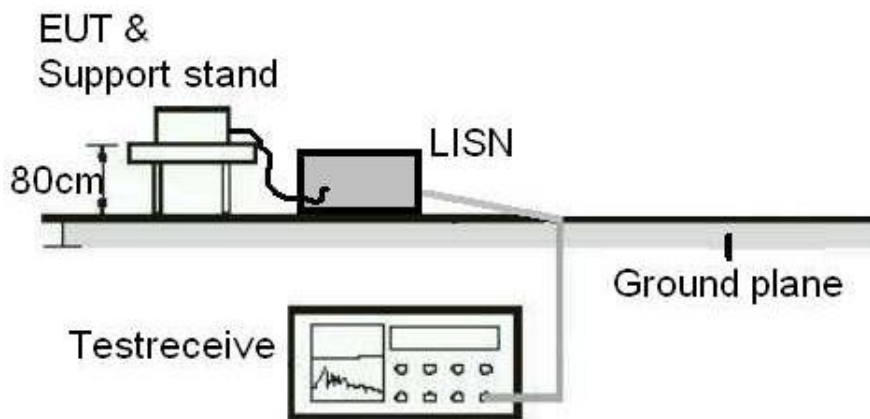 EUT &
Support stand
LISN
80cm
Ground plane
Testreceive